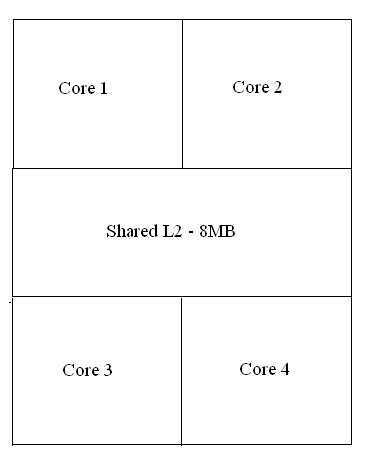 Core 1
Core 2
Shared L2 - 8MB
Core 3
Core 4